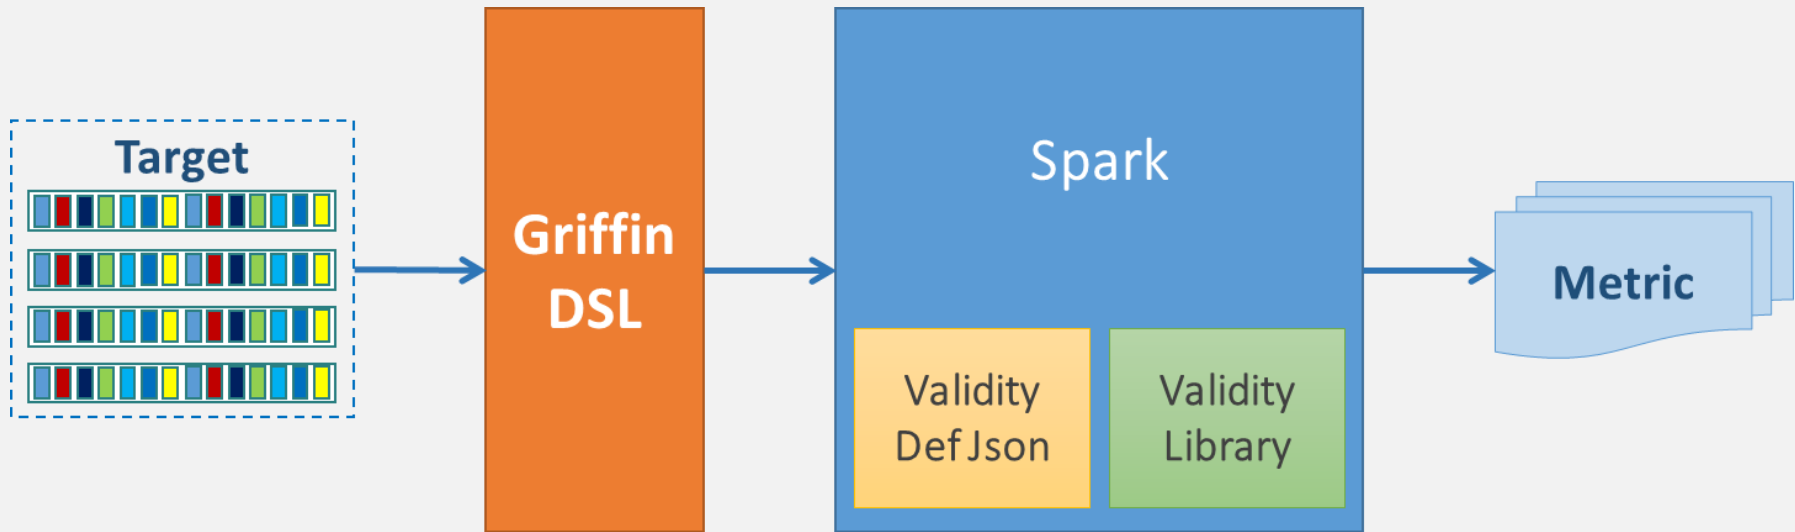 Target
Griffin
DSL
Spark
Validity
Def Json
Validity
Library
Metric